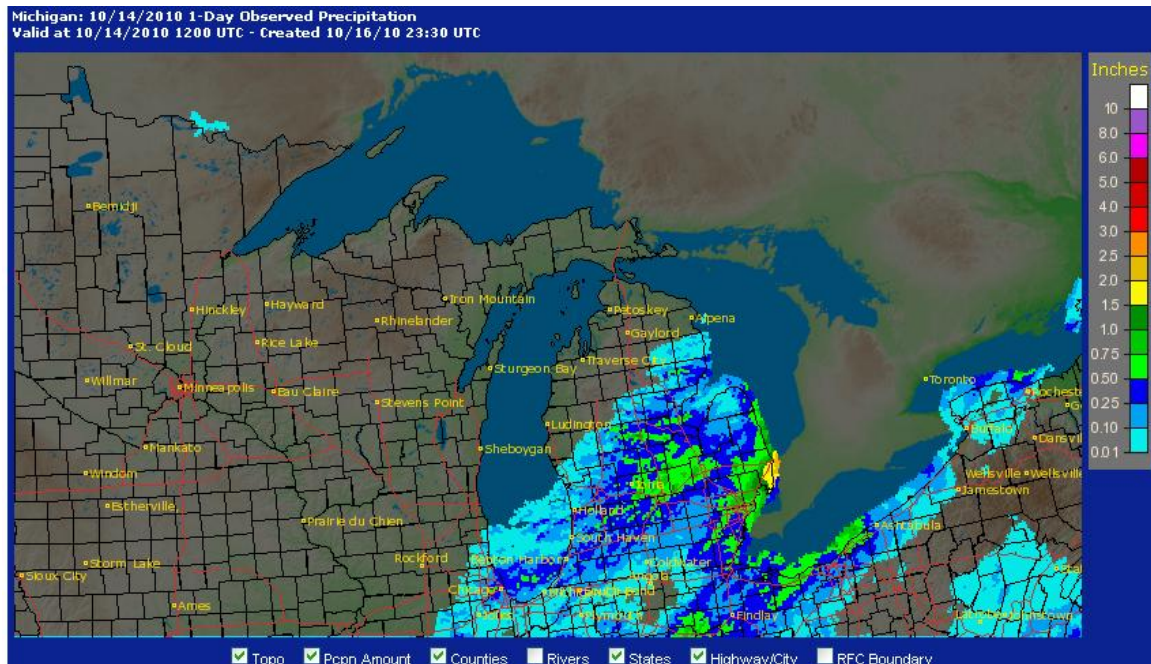 Michigan: 10/14/2010 1-Day Observed Precipitation
Valid at 10/14/2010 1200 UTC - Created 10/16/10 23:30 UTC
Inches
10
8.0
6.0
5.0
4.0
3.0
2.5
2.0
1.5
1.0
0.75
0.50
0.25
0.10
0.01
Bemidji
Hinckley
Hayward
Iron Mountain
Rhinelander
Petoskey
Alpena
St. Cloud
Rice Lake
Gaylord
Sturgeon Bay
Traverse City
Willmar
Minneapolis
Eau Claire
Stevens Point
Toronto
Rochester
Ludington
Buffalo
Mankato
Sheboygan
Dansvil
Windom
Wellsville
Wellsville
Jamestown
Estherville
Prairie du Chien
Holland
Ashtabula
South Haven
Rockford
Benton Harbor
Coldwater
Storm Lake
Angola
Sioux City
Chicago
Ames
Plymouth
Findlay
Johnstown
Topo
Pcpn Amount
Counties
Rivers
States
Highway/City
RFC Boundary